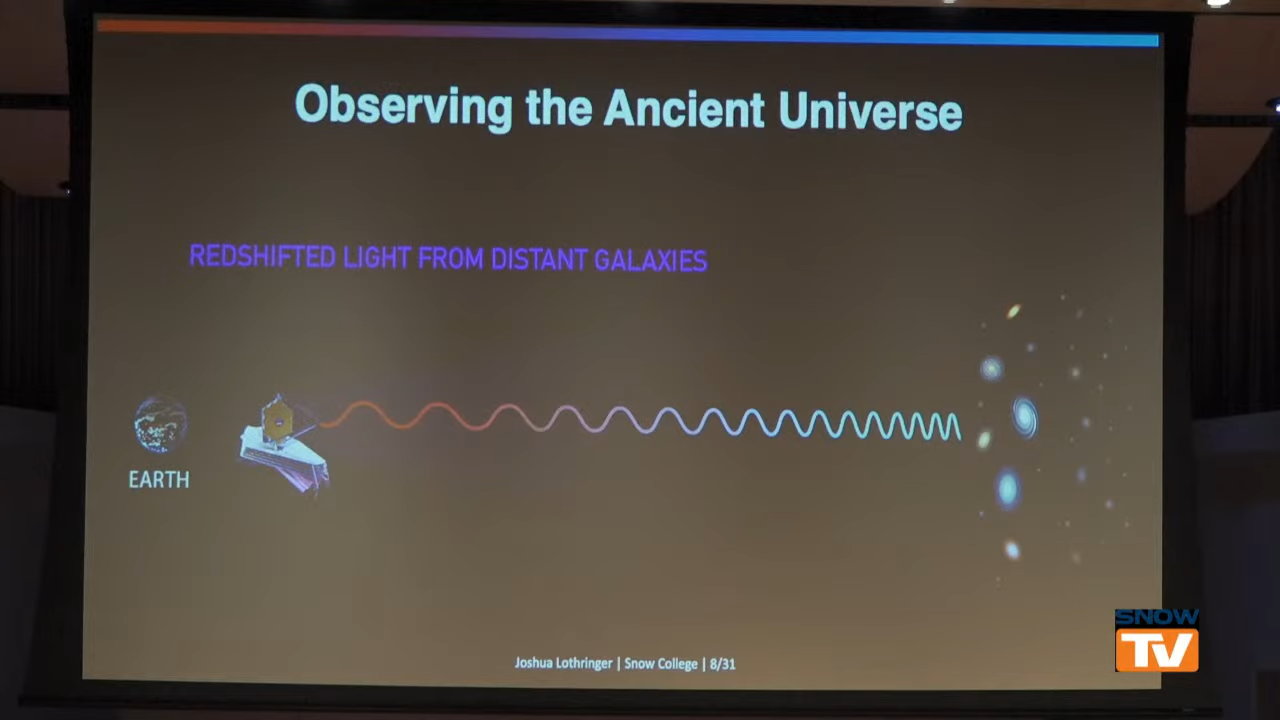 Observing the Ancient Universe
REDSHIFTED LIGHT FROM DISTANT GALAXIES
EARTH
Joshua Lothringer | Snow College | 8/31
SNOW
TV